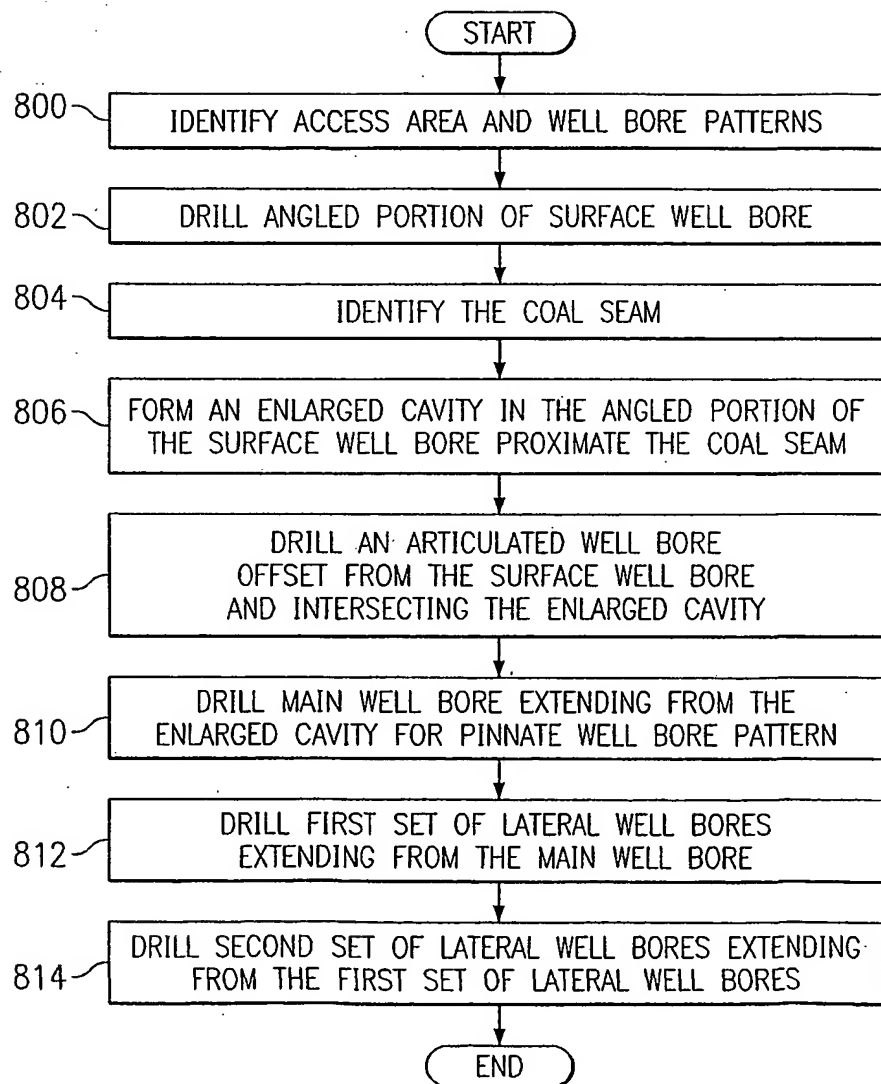 START
800
IDENTIFY ACCESS AREA AND WELL BORE PATTERNS
802
DRILL ANGLED PORTION OF SURFACE WELL BORE
804
IDENTIFY THE COAL SEAM
806
FORM AN ENLARGED CAVITY IN THE ANGLED PORTION OF
THE SURFACE WELL BORE PROXIMATE THE COAL SEAM
808
DRILL AN ARTICULATED WELL BORE
OFFSET FROM THE SURFACE WELL BORE
AND INTERSECTING THE ENLARGED CAVITY
810
DRILL MAIN WELL BORE EXTENDING FROM THE
ENLARGED CAVITY FOR PINNATE WELL BORE PATTERN
812
DRILL FIRST SET OF LATERAL WELL BORES
EXTENDING FROM THE MAIN WELL BORE
814
DRILL SECOND SET OF LATERAL WELL BORES EXTENDING
FROM THE FIRST SET OF LATERAL WELL BORES
END